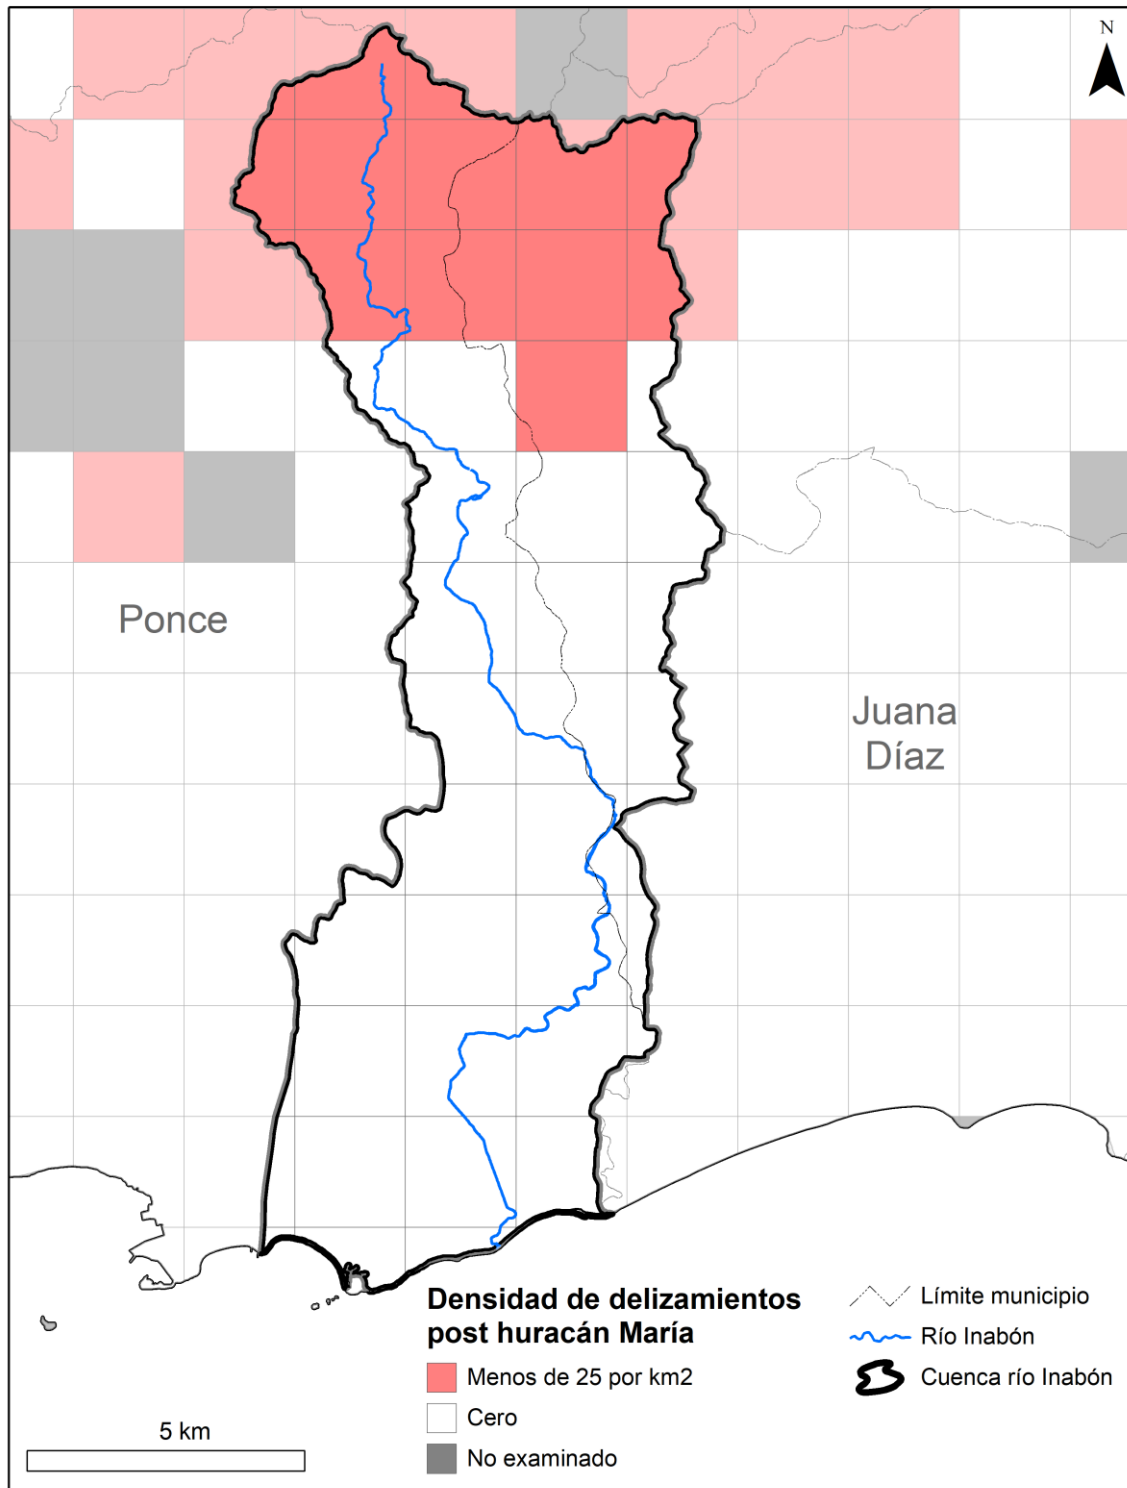 N
Ponce
Juana
Díaz
Densidad de delizamientos
post huracán María
Menos de 25 por km2
Cero
No examinado
Límite municipio
Río Inabón
Cuenca río Inabón
5 km